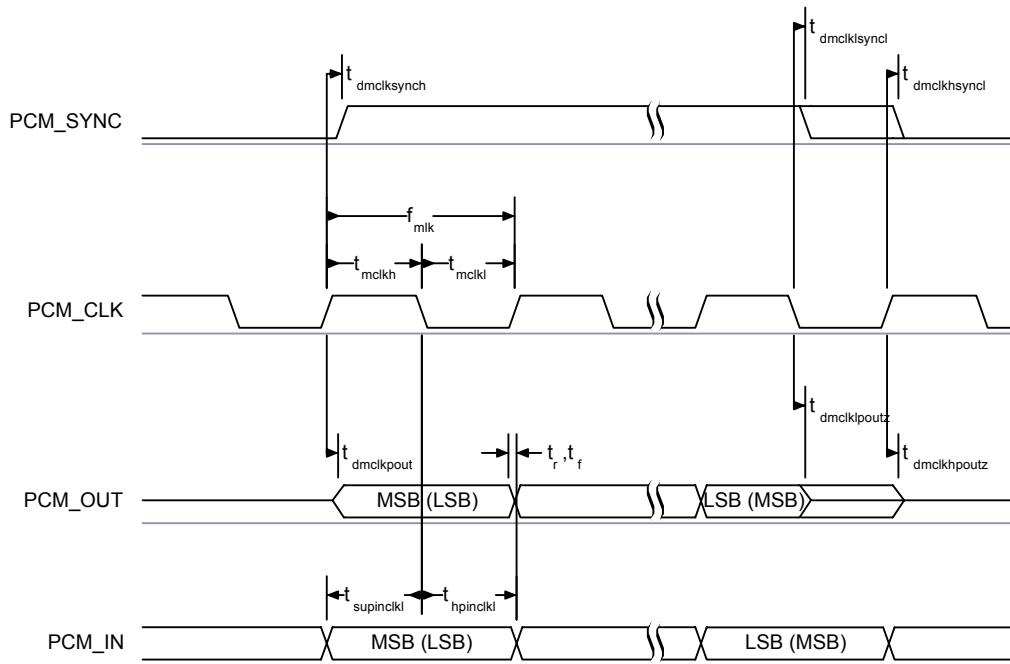 t dmclklsyncl
t dmclksynch
t dmclkhsyncl
PCM_SYNC
f mlk
t mclkh
t mclkl
PCM_CLK
t dmclklpoutz
t dmclkpout
t r ,t f
t dmclkhpoutz
PCM_OUT
MSB (LSB)
LSB (MSB)
t supinclkl
t hpinclkl
PCM_IN
MSB (LSB)
LSB (MSB)